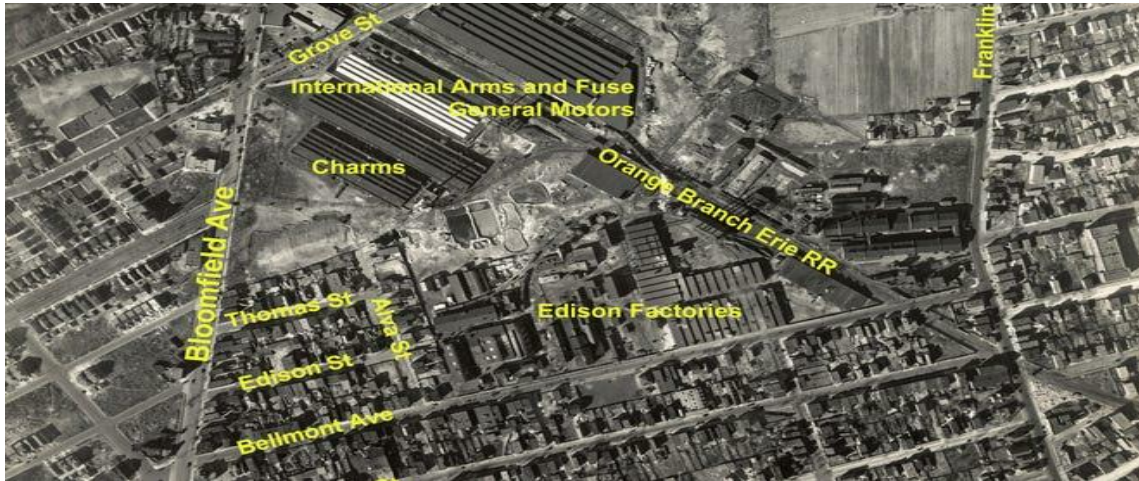 Grove St
Franklin
International Arms and Fuse
General Motors
Charms
Orange Branch Erie RR
Bloomfield Ave
Thomas St
Alva St
Edison Factories
Edison St
Bellmont Ave